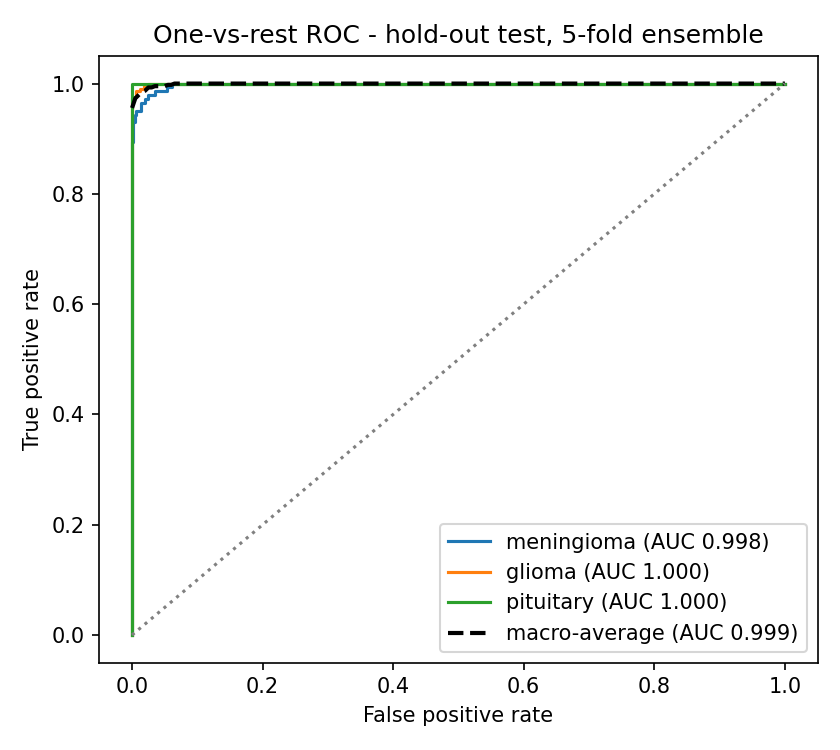 One-vs-rest ROC - hold-out test, 5-fold ensemble
True positive rate
1.0
0.8
0.6
0.4
0.2
0.0
0.0 0.2 0.4 0.6 0.8 1.0
False positive rate
meningioma (AUC 0.998)
glioma (AUC 1.000)
pituitary (AUC 1.000)
macro-average (AUC 0.999)